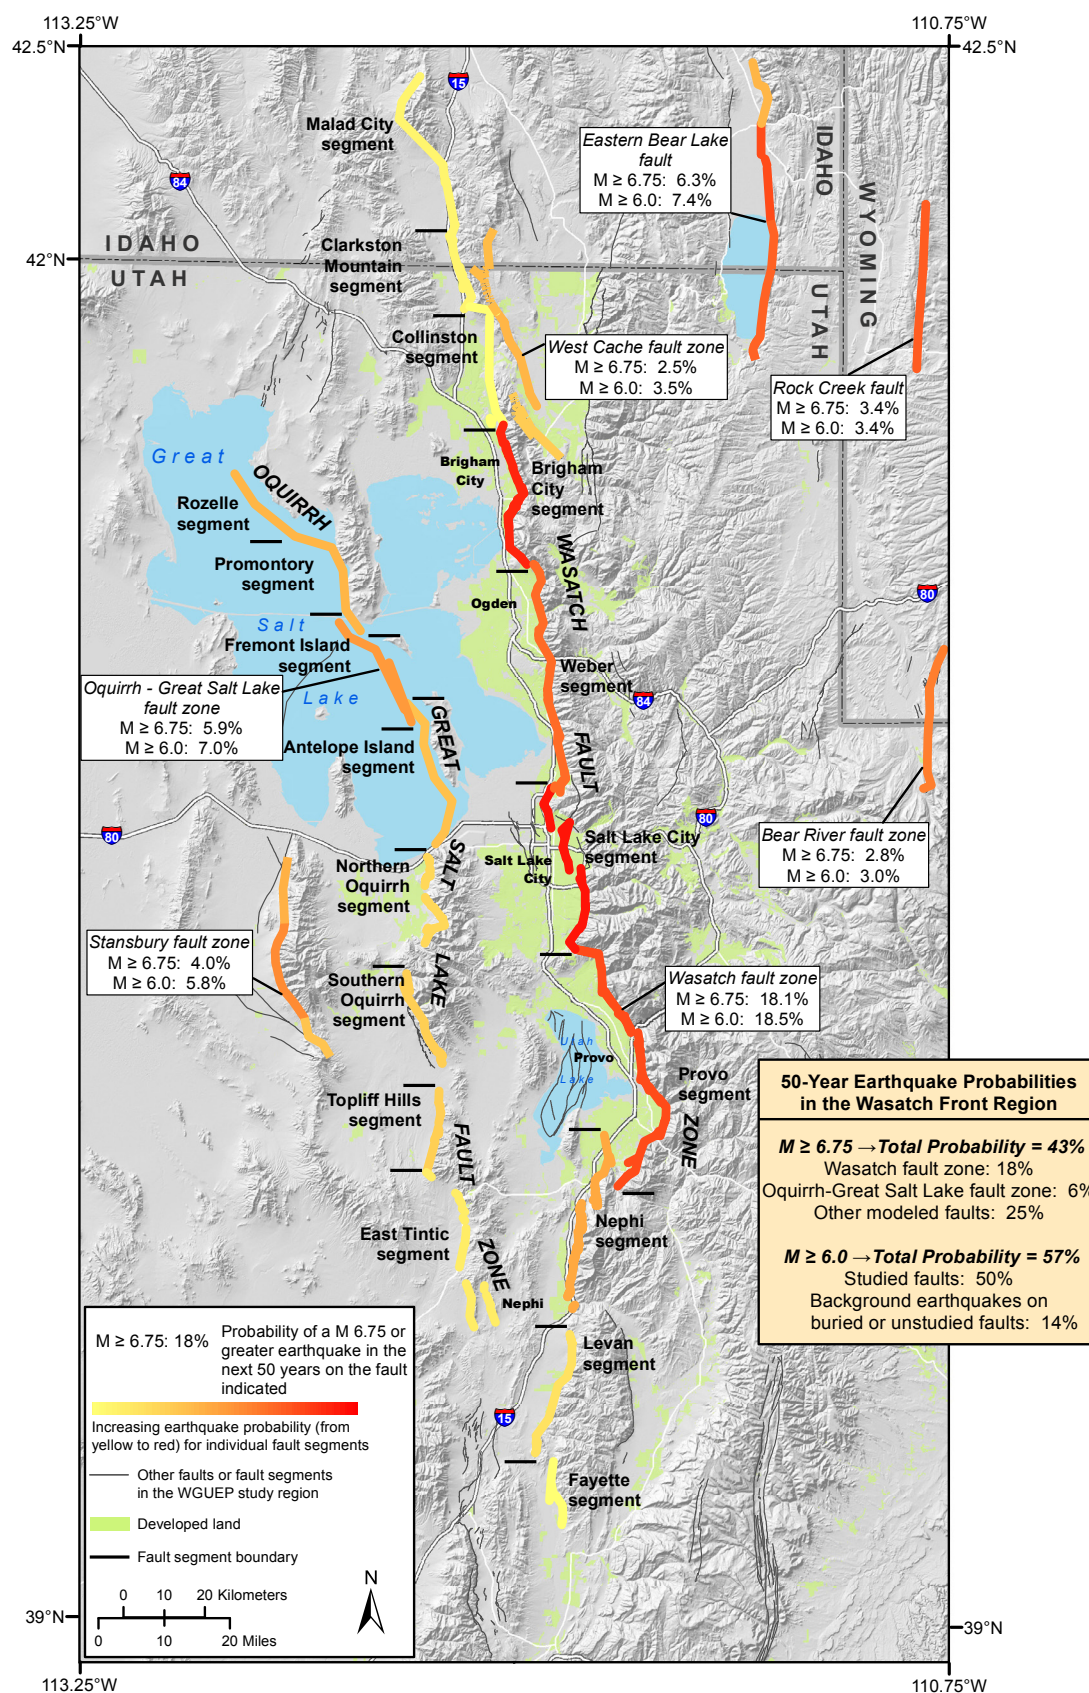 113.25°W
110.75°W
42.5°N
42.5°N
15
Malad City
segment
Eastern Bear Lake
fault
M ≥ 6.75: 6.3%
M ≥ 6.0: 7.4%
IDAHO
WYOMING
84
IDAHO
UTAH
42°N
Clarkston
Mountain
segment
UTAH
Collinston
segment
West Cache fault zone
M ≥ 6.75: 2.5%
M ≥ 6.0: 3.5%
Rock Creek fault
M ≥ 6.75: 3.4%
M ≥ 6.0: 3.4%
Great
Salt
Lake
Brigham
City
Brigham
City
segment
OQUIRRH
GREAT
SALT
LAKE
FAULT
ZONE
Rozelle
segment
Promontory
segment
WASATCH
FAULT
ZONE
Ogden
80
Fremont Island
segment
Weber
segment
84
Oquirrh - Great Salt Lake
fault zone
M ≥ 6.75: 5.9%
M ≥ 6.0: 7.0%
Antelope Island
segment
80
80
Salt Lake City
segment
Bear River fault zone
M ≥ 6.75: 2.8%
M ≥ 6.0: 3.0%
Salt Lake
City
Northern
Oquirrh
segment
Stansbury fault zone
M ≥ 6.75: 4.0%
M ≥ 6.0: 5.8%
Southern
Oquirrh
segment
Wasatch fault zone
M ≥ 6.75: 18.1%
M ≥ 6.0: 18.5%
Utah
Lake
Provo
Provo
segment
Topliff Hills
segment
50-Year Earthquake Probabilities
in the Wasatch Front Region
M ≥ 6.75 →Total Probability = 43%
Wasatch fault zone: 18%
Oquirrh-Great Salt Lake fault zone: 6%
Other modeled faults: 25%
M ≥ 6.0 →Total Probability = 57%
Studied faults: 50%
Background earthquakes on
buried or unstudied faults: 14%
East Tintic
segment
Nephi
segment
Nephi
Levan
segment
15
Fayette
segment
M ≥ 6.75: 18%
Probability of a M 6.75 or
greater earthquake in the
next 50 years on the fault
indicated
Increasing earthquake probability (from
yellow to red) for individual fault segments
Other faults or fault segments
in the WGUEP study region
Developed land
Fault segment boundary
0 10 20 Kilometers
0 10 20 Miles
N
39°N
39°N
113.25°W
110.75°W